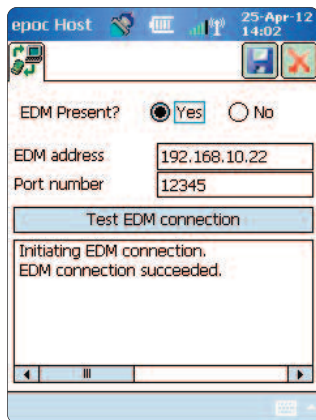 epoc Host 25-Apr-12
14:02
EDM Present? Yes No
EDM address 192.168.10.22
Port number 12345
Test EDM connection
Initiating EDM connection.
EDM connection succeeded.